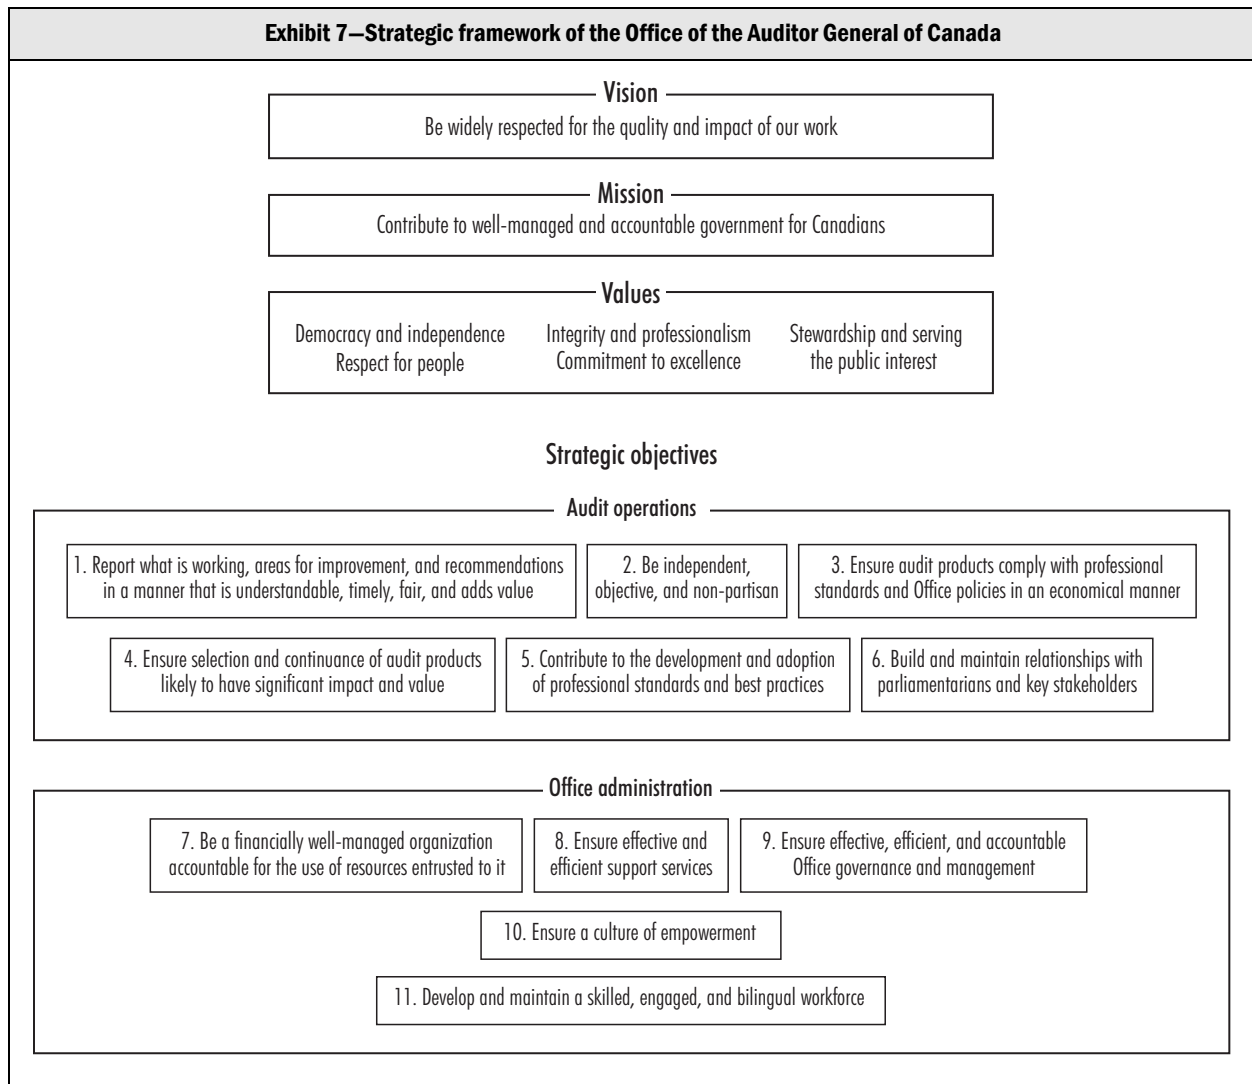 Exhibit 7—Strategic framework of the Office of the Auditor General of Canada
Vision
Be widely respected for the quality and impact of our work
Mission
Contribute to well-managed and accountable government for Canadians
Values
Democracy and independence
Respect for people
Integrity and professionalism
Commitment to excellence
Stewardship and serving
the public interest
Strategic objectives
Audit operations
1. Report what is working, areas for improvement, and recommendations
in a manner that is understandable, timely, fair, and adds value
2. Be independent,
objective, and non-partisan
3. Ensure audit products comply with professional
standards and Office policies in an economical manner
4. Ensure selection and continuance of audit products
likely to have significant impact and value
5. Contribute to the development and adoption
of professional standards and best practices
6. Build and maintain relationships with
parliamentarians and key stakeholders
Office administration
7. Be a financially well-managed organization
accountable for the use of resources entrusted to it
8. Ensure effective and
efficient support services
9. Ensure effective, efficient, and accountable
Office governance and management
10. Ensure a culture of empowerment
11. Develop and maintain a skilled, engaged, and bilingual workforce